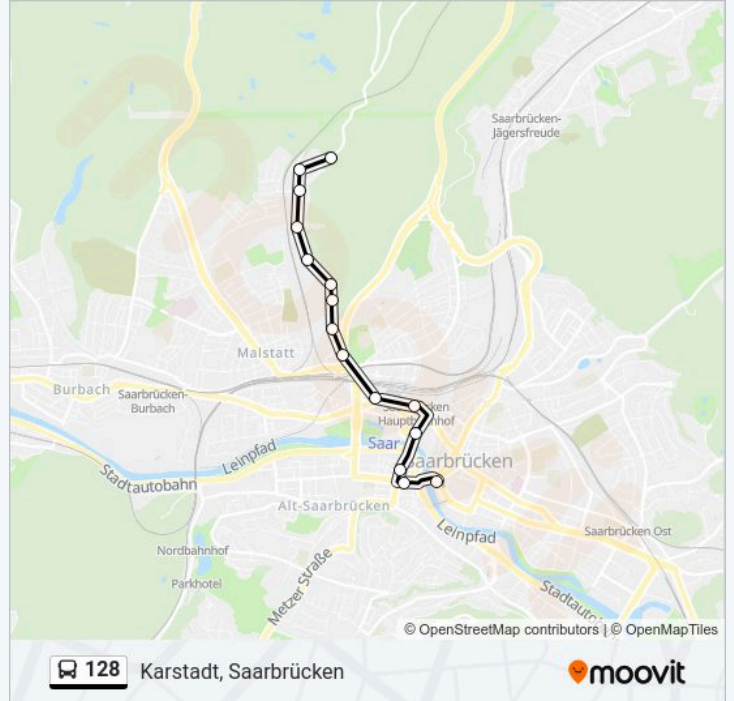 Saarbrücken-
Jägersfreude
Malstatt
Burbach
Saarbrücken-
Burbach
Saarbrücken
Hauptbahnhof
Saar
Leinpfad
Saarbrücken
Stadtautobahn
Alt-Saarbrücken
Leinpfad
Saarbrücken Ost
Nordbahnhof
Parkhotel
Metzer Straße
© OpenStreetMap contributors | © OpenMapTiles
128 Karstadt, Saarbrücken
moovit